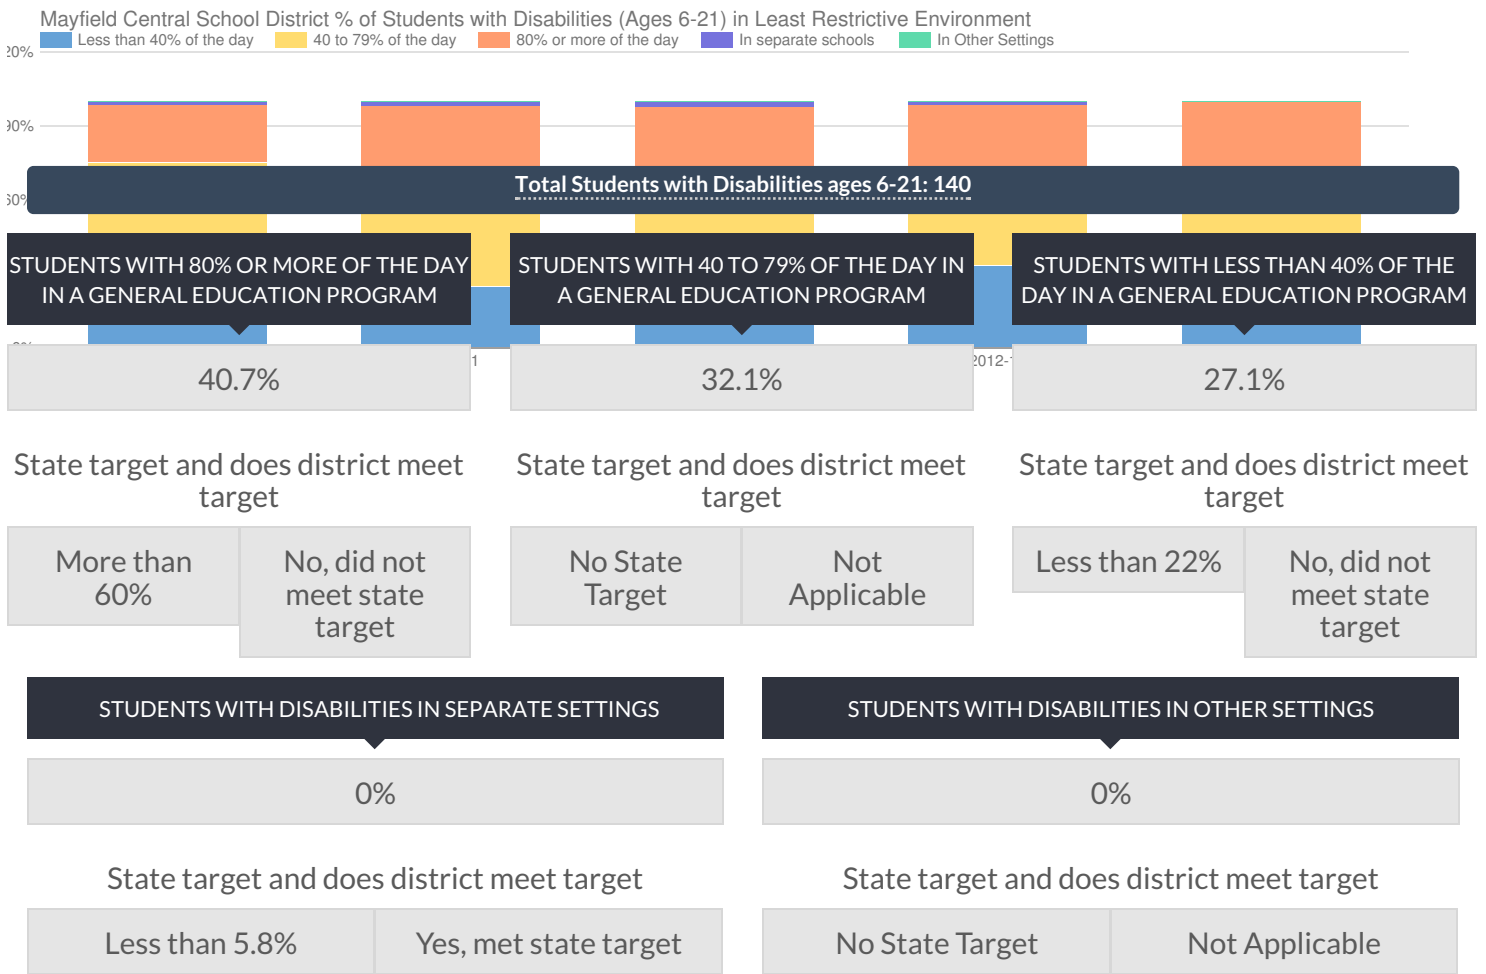 Mayfield Central School District % of Students with Disabilities (Ages 6-21) in Least Restrictive Environment
Less than 40% of the day 40 to 79% of the day 80% or more of the day In separate schools In Other Settings
20%
90%
Total Students with Disabilities ages 6-21: 140
60%
STUDENTS WITH 80% OR MORE OF THE DAY
IN A GENERAL EDUCATION PROGRAM
STUDENTS WITH 40 TO 79% OF THE DAY IN
A GENERAL EDUCATION PROGRAM
STUDENTS WITH LESS THAN 40% OF THE
DAY IN A GENERAL EDUCATION PROGRAM
1
2012-1
40.7%
32.1%
27.1%
State target and does district meet
target
State target and does district meet
target
State target and does district meet
target
More than
60%
No, did not
meet state
target
No State
Target
Not
Applicable
Less than 22%
No, did not
meet state
target
STUDENTS WITH DISABILITIES IN SEPARATE SETTINGS
STUDENTS WITH DISABILITIES IN OTHER SETTINGS
0%
0%
State target and does district meet target
State target and does district meet target
Less than 5.8%
Yes, met state target
No State Target
Not Applicable